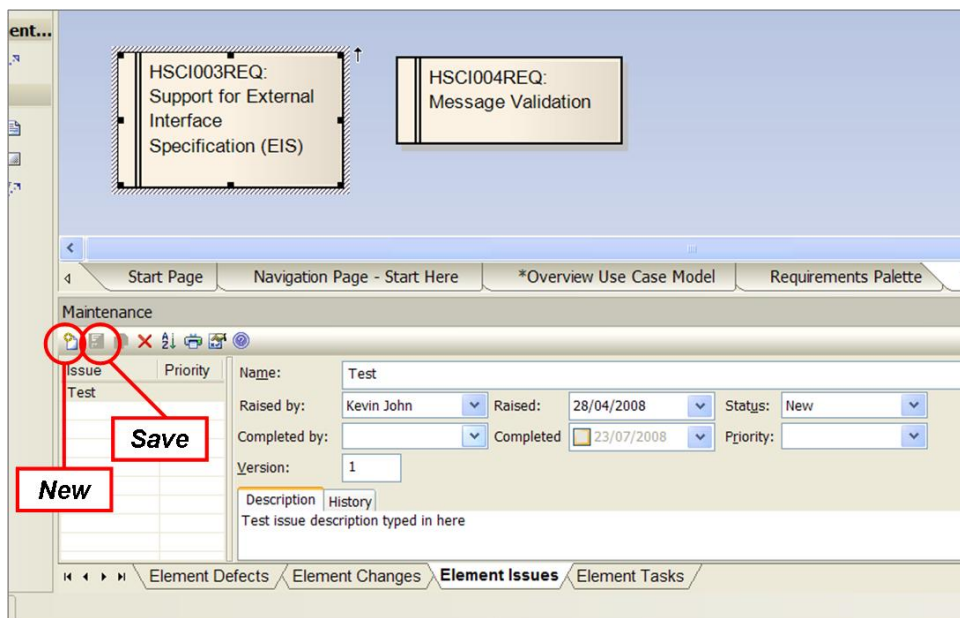 ent...
HSCI003REQ:
Support for External
Interface
Specification (EIS)
HSCI004REQ:
Message Validation
Start Page
Navigation Page - Start Here
*Overview Use Case Model
Requirements Palette
Maintenance
Issue Priority
Test
Save
New
Name: Test
Raised by: Kevin John Raised: 28/04/2008 Status: New
Completed by: Completed 23/07/2008 Priority:
Version: 1
Description History
Test issue description typed in here
Element Defects Element Changes Element Issues Element Tasks